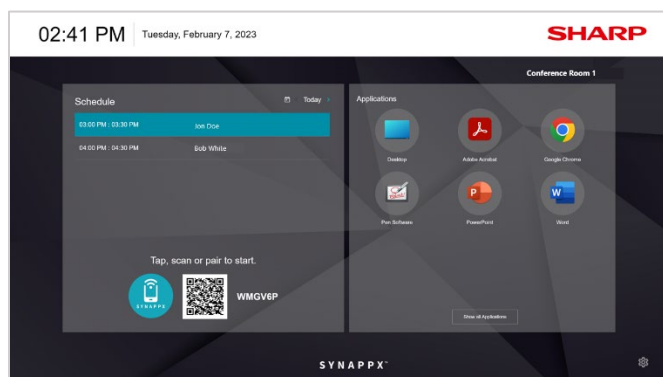 02:41 PM Tuesday, February 7, 2023 SHARP
Conference Room 1
Schedule Today
03:00 PM : 03:30 PM Jon Doe
04:00 PM : 04:30 PM Bob White
Tap, scan or pair to start.
SYNAPPX
WMGV6P
Applications
Desktop Adobe Acrobat Google Chrome
Pen Software PowerPoint Word
Show all Applications
SYNAPPX™